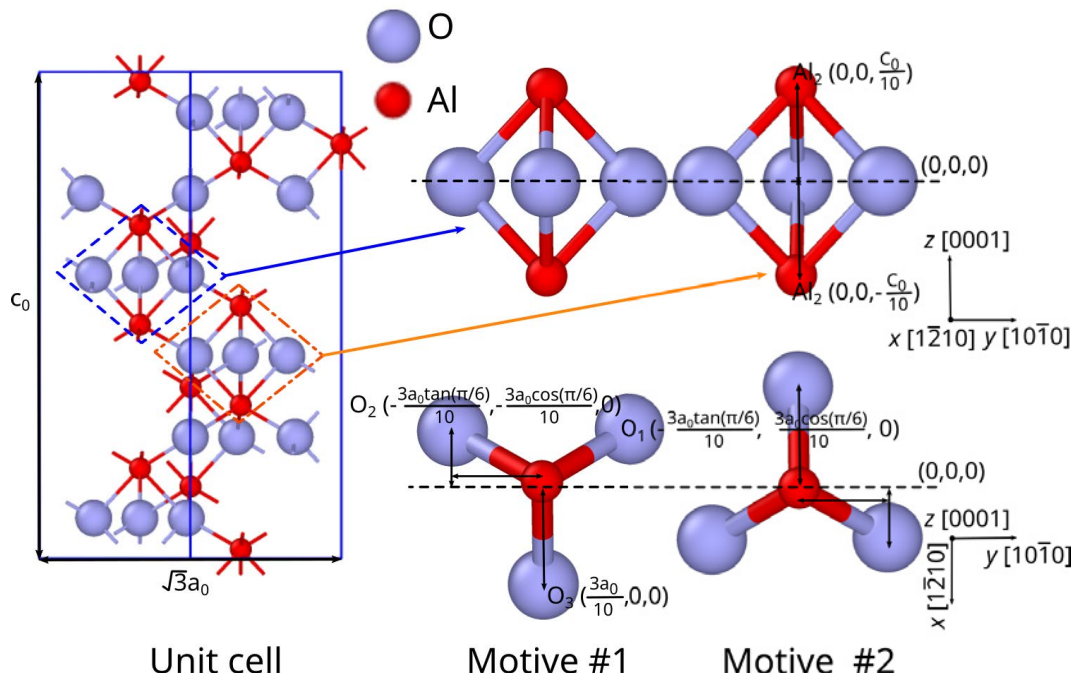 O
Al
c₀
√3a₀
Al₂ (0,0,c₀/10)
(0,0,0)
z [0001]
Al₂ (0,0,-c₀/10)
x [12̅10] y [101̅0]
O₂ (-3a₀tan(π/6)/10,-3a₀cos(π/6)/10,0)
O₁ (-3a₀tan(π/6)/10, 3a₀cos(π/6)/10, 0)
(0,0,0)
z [0001]
y [101̅0]
x [12̅10]
O₃ (3a₀/10,0,0)
Unit cell
Motive #1
Motive #2